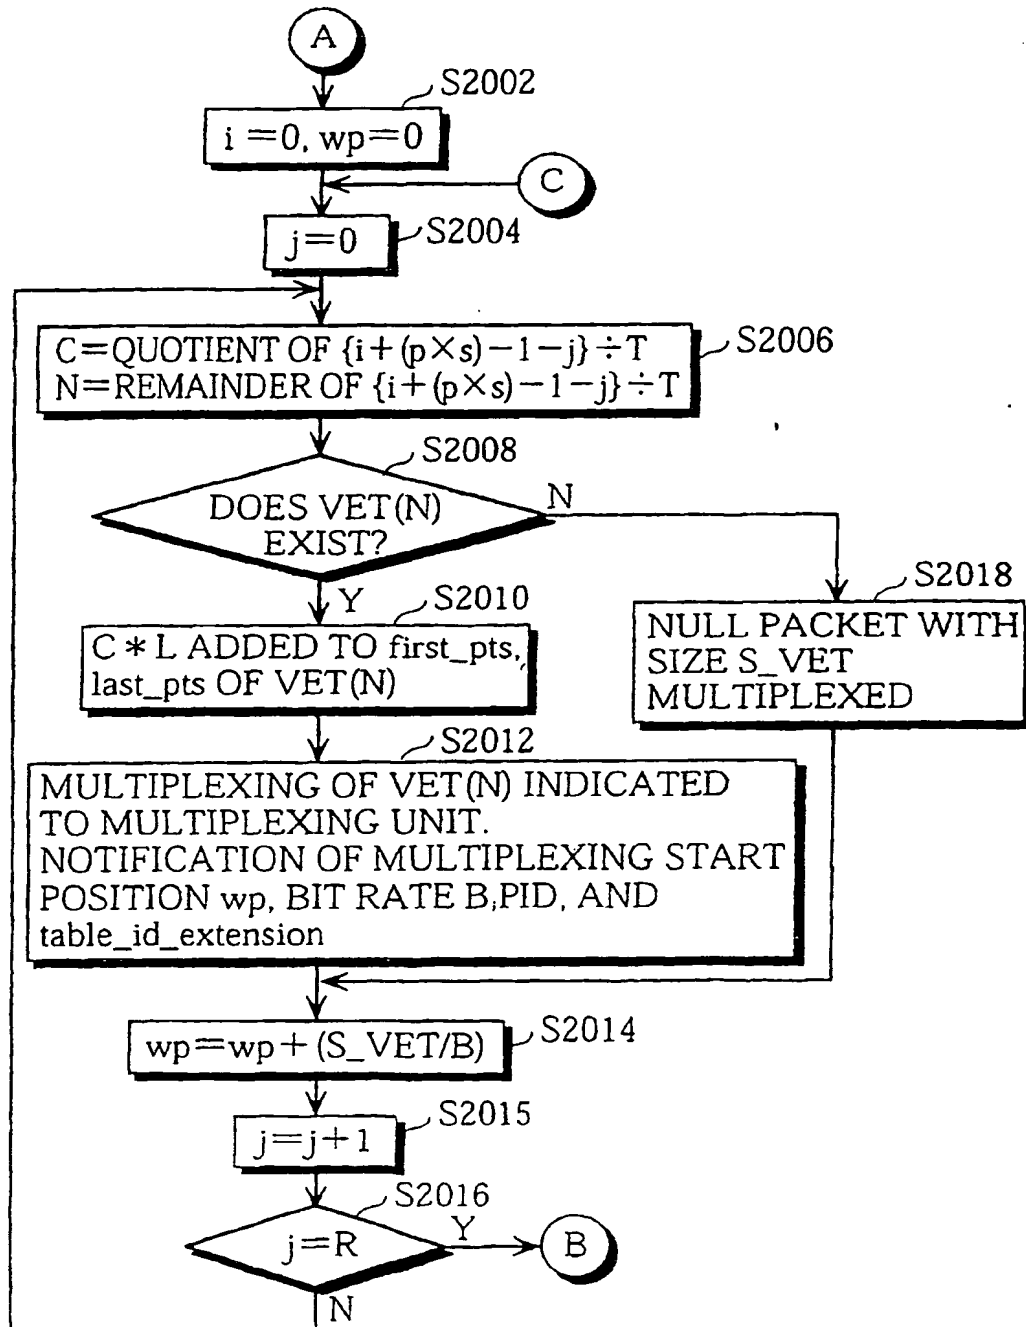 A
S2002
i=0, wp=0
C
j=0
S2004
C=QUOTIENT OF {i+(p×s)−1−j}÷T
N=REMAINDER OF {i+(p×s)−1−j}÷T
S2006
S2008
DOES VET(N)
EXIST?
N
Y
S2010
C*L ADDED TO first_pts,
last_pts OF VET(N)
S2018
NULL PACKET WITH
SIZE S_VET
MULTIPLEXED
S2012
MULTIPLEXING OF VET(N) INDICATED
TO MULTIPLEXING UNIT.
NOTIFICATION OF MULTIPLEXING START
POSITION wp, BIT RATE B,PID, AND
table_id_extension
wp=wp+(S_VET/B)
S2014
S2015
j=j+1
S2016
j=R
Y
B
N